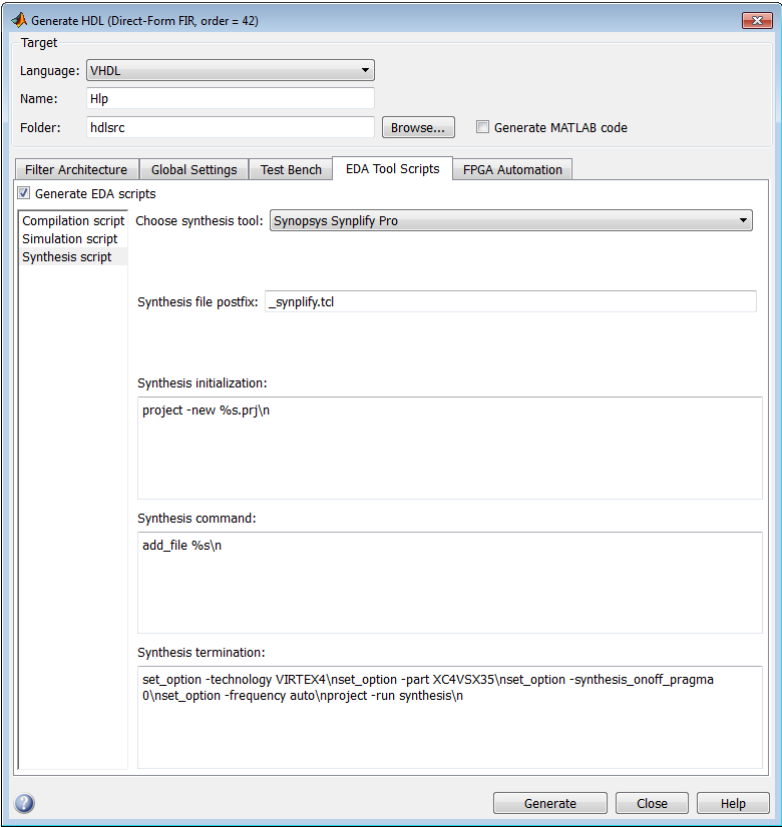 Generate HDL (Direct-Form FIR, order = 42)
Target
Language: VHDL
Name: Hlp
Folder: hdlsrc Browse... Generate MATLAB code
Filter Architecture Global Settings Test Bench EDA Tool Scripts FPGA Automation
Generate EDA scripts
Compilation script Choose synthesis tool: Synopsys Synplify Pro
Simulation script
Synthesis script
Synthesis file postfix: _synplify.tcl
Synthesis initialization:
project -new %s.prj\n
Synthesis command:
add_file %s\n
Synthesis termination:
set_option -technology VIRTEX4\nset_option -part XC4VSX35\nset_option -synthesis_onoff_pragma
0\nset_option -frequency auto\nproject -run synthesis\n
? Generate Close Help